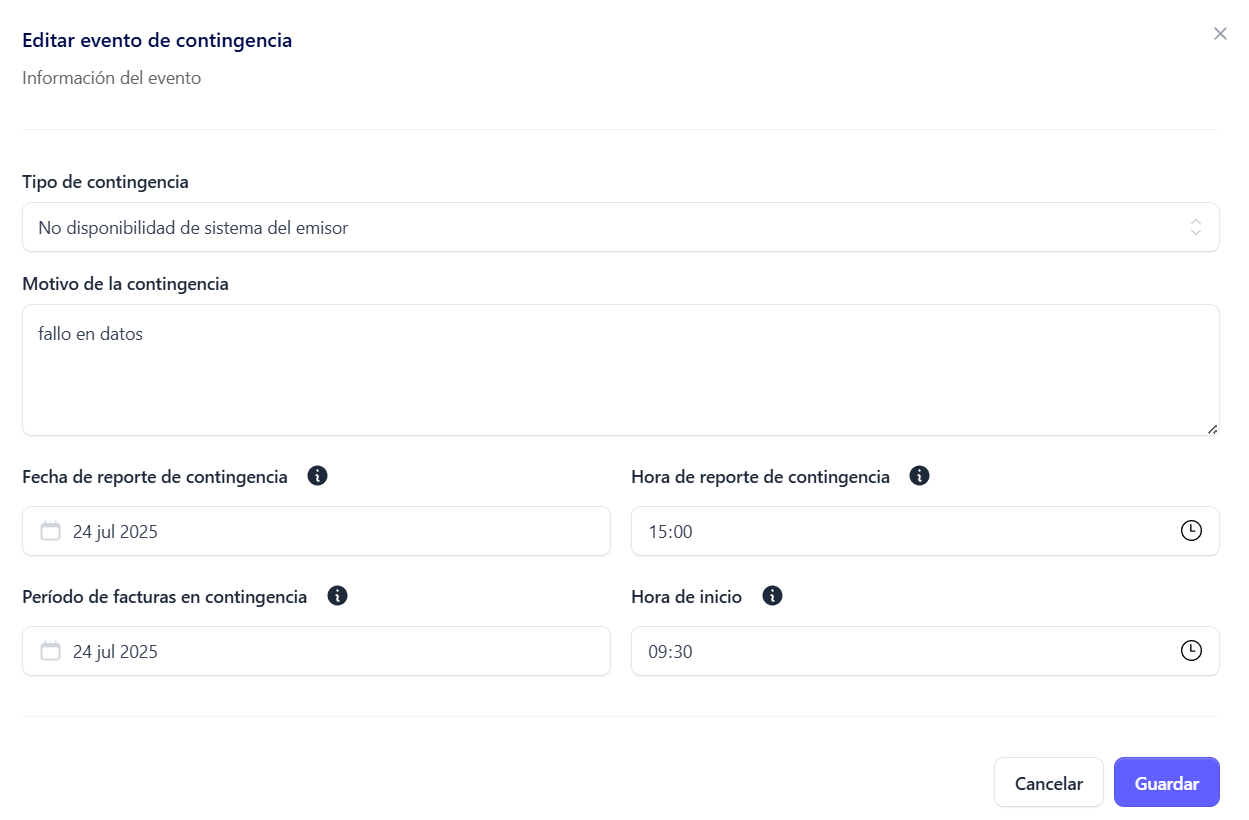 Editar evento de contingencia
Información del evento
Tipo de contingencia
No disponibilidad de sistema del emisor
Motivo de la contingencia
fallo en datos
Fecha de reporte de contingencia
Hora de reporte de contingencia
24 jul 2025
15:00
Período de facturas en contingencia
Hora de inicio
24 jul 2025
09:30
Cancelar
Guardar